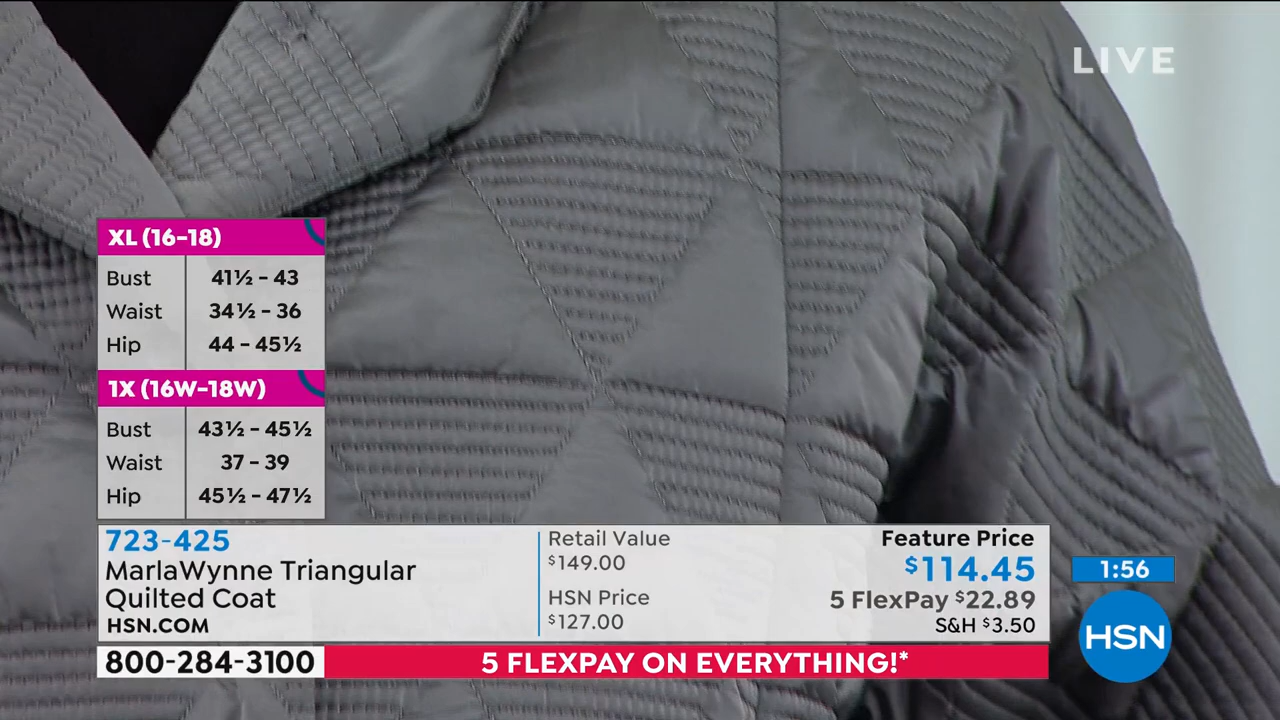 LIVE
XL (16-18)
Bust 41½ - 43
Waist 34½ - 36
Hip 44 - 45½
1X (16W-18W)
Bust 43½ - 45½
Waist 37 - 39
Hip 45½ - 47½
723-425
MarlaWynne Triangular
Quilted Coat
HSN.COM
Retail Value
$149.00
HSN Price
$127.00
Feature Price
$114.45
5 FlexPay $22.89
S&H $3.50
1:56
HSN
800-284-3100
5 FLEXPAY ON EVERYTHING!*